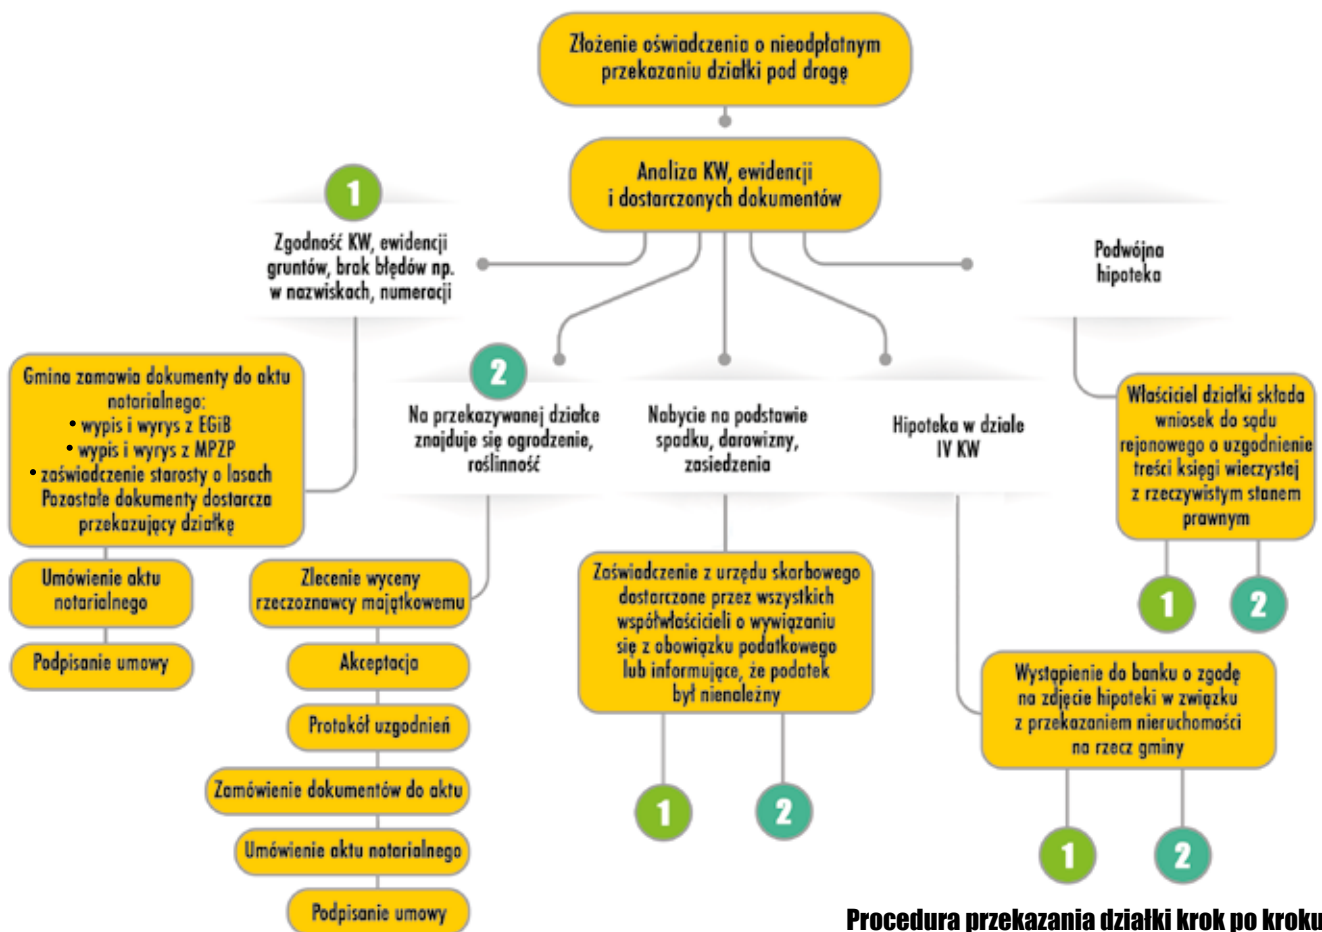 Złożenie oświadczenia o nieodpłatnym
przekazaniu działki pod drogę
Analiza KW, ewidencji
i dostarczonych dokumentów
1
Zgodność KW, ewidencji
gruntów, brak błędów np.
w nazwiskach, numeracji
Podwójna
hipoteka
Gmina zamawia dokumenty do aktu
notarialnego:
• wypis i wyrys z EGiB
• wypis i wyrys z MPZP
• zaświadczenie starosty o lasach
Pozostałe dokumenty dostarcza
przekazujący działkę
2
Na przekazywanej działce
znajduje się ogrodzenie,
roślinność
Nabycie na podstawie
spadku, darowizny,
zasiedzenia
Hipoteka w dziale
IV KW
Właściciel działki składa
wniosek do sądu
rejonowego o uzgodnienie
treści księgi wieczystej
z rzeczywistym stanem
prawnym
1
2
Umówienie aktu
notarialnego
Podpisanie umowy
Zlecenie wyceny
rzeczoznawcy majątkowemu
Akceptacja
Protokół uzgodnień
Zamówienie dokumentów do aktu
Umówienie aktu notarialnego
Podpisanie umowy
Zaświadczenie z urzędu skarbowego
dostarczone przez wszystkich
współwłaścicieli o wywiązaniu
się z obowiązku podatkowego
lub informujące, że podatek
był nienależny
1
2
Wystąpienie do banku o zgodę
na zdjęcie hipoteki w związku
z przekazaniem nieruchomości
na rzecz gminy
1
2
Procedura przekazania działki krok po kroku